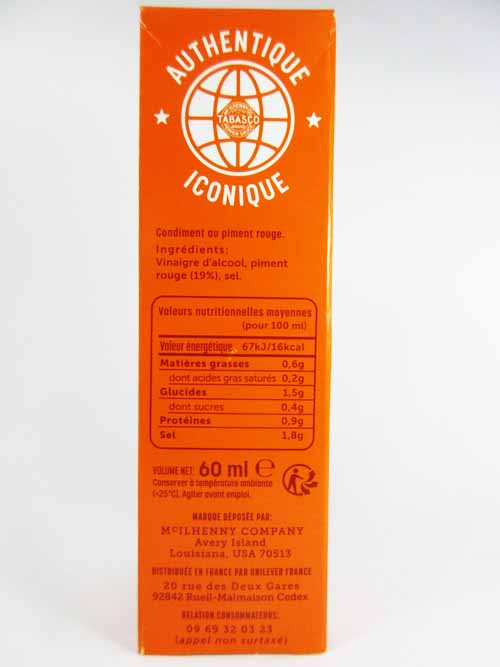 AUTHENTIQUE
TABASCO
ICONIQUE
Condiment au piment rouge.
Ingrédients:
Vinaigre d'alcool, piment
rouge (19%), sel.
Valeurs nutritionnelles moyennes
(pour 100 ml)
Valeur énergétique 67kJ/16kcal
Matières grasses 0,6g
dont acides gras saturés 0,2g
Glucides 1,5g
dont sucres 0,4g
Protéines 0,9g
Sel 1,8g
VOLUME NET: 60 ml e
Conserver à température ambiante
(<25°C). Agiter avant emploi.
MARQUE DÉPOSÉE PAR:
McILHENNY COMPANY
Avery Island
Louisiana, USA 70513
DISTRIBUÉE EN FRANCE PAR UNILEVER FRANCE
20 rue des Deux Gares
92842 Rueil-Malmaison Cedex
RELATION CONSOMMATEURS:
09 69 32 03 23
(appel non surtaxé)